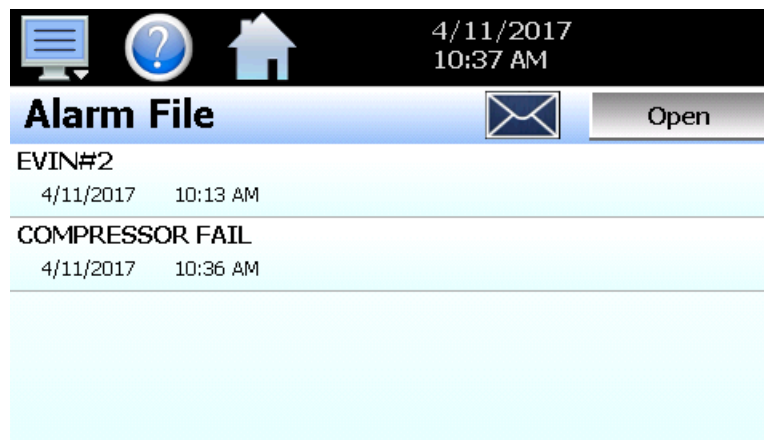 ?
4/11/2017
10:37 AM
Alarm File
Open
EVIN#2
4/11/2017 10:13 AM
COMPRESSOR FAIL
4/11/2017 10:36 AM